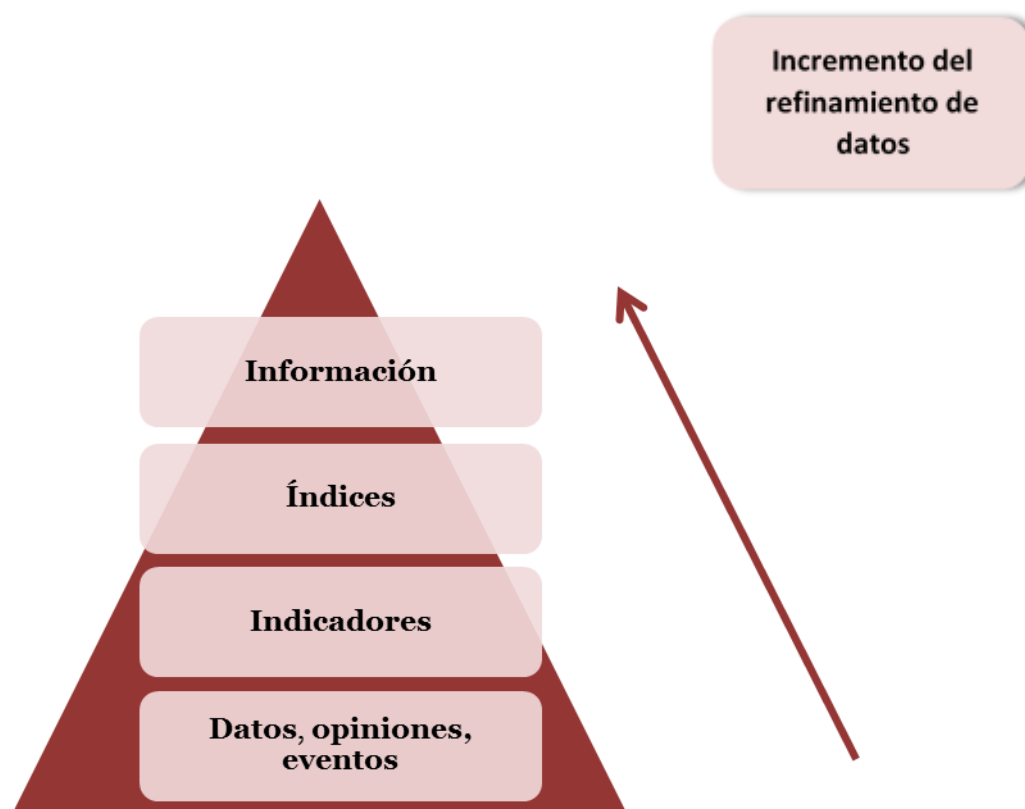 Incremento del
refinamiento de
datos
Información
Índices
Indicadores
Datos, opiniones,
eventos